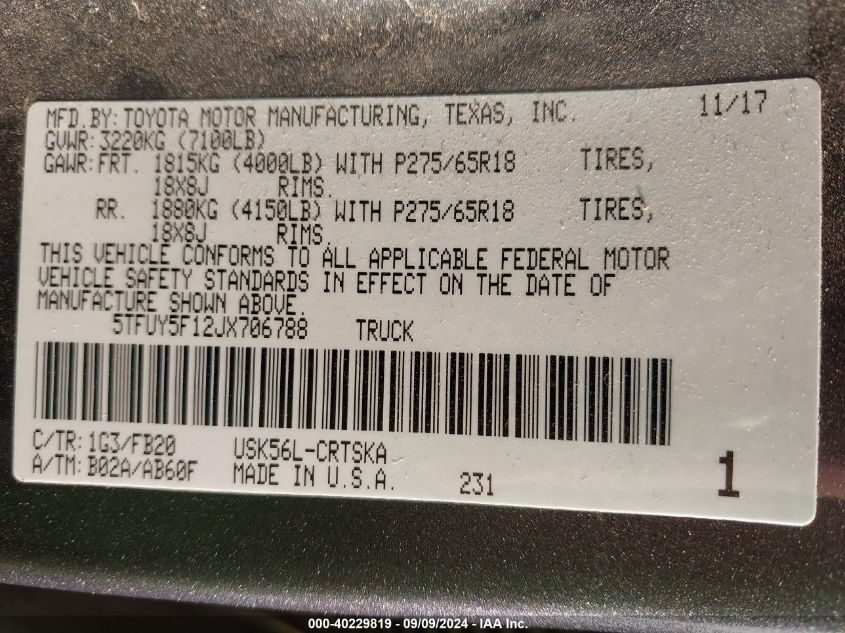 MFD.BY:TOYOTA MOTOR MANUFACTURING, TEXAS, INC. 11/17
GVWR:3220KG (7100LB)
GAWR:FRT. 1815KG (4000LB) WITH P275/65R18 TIRES,
18X8J RIMS.
RR. 1880KG (4150LB) WITH P275/65R18 TIRES,
18X8J RIMS.
THIS VEHICLE CONFORMS TO ALL APPLICABLE FEDERAL MOTOR
VEHICLE SAFETY STANDARDS IN EFFECT ON THE DATE OF
MANUFACTURE SHOWN ABOVE.
5TFUY5F12JX706788 TRUCK
C/TR:1G3/FB20 USK56L-CRTSKA
A/TM:B02A/AB60F MADE IN U.S.A. 231 1
000-40229819 - 09/09/2024 - IAA Inc.